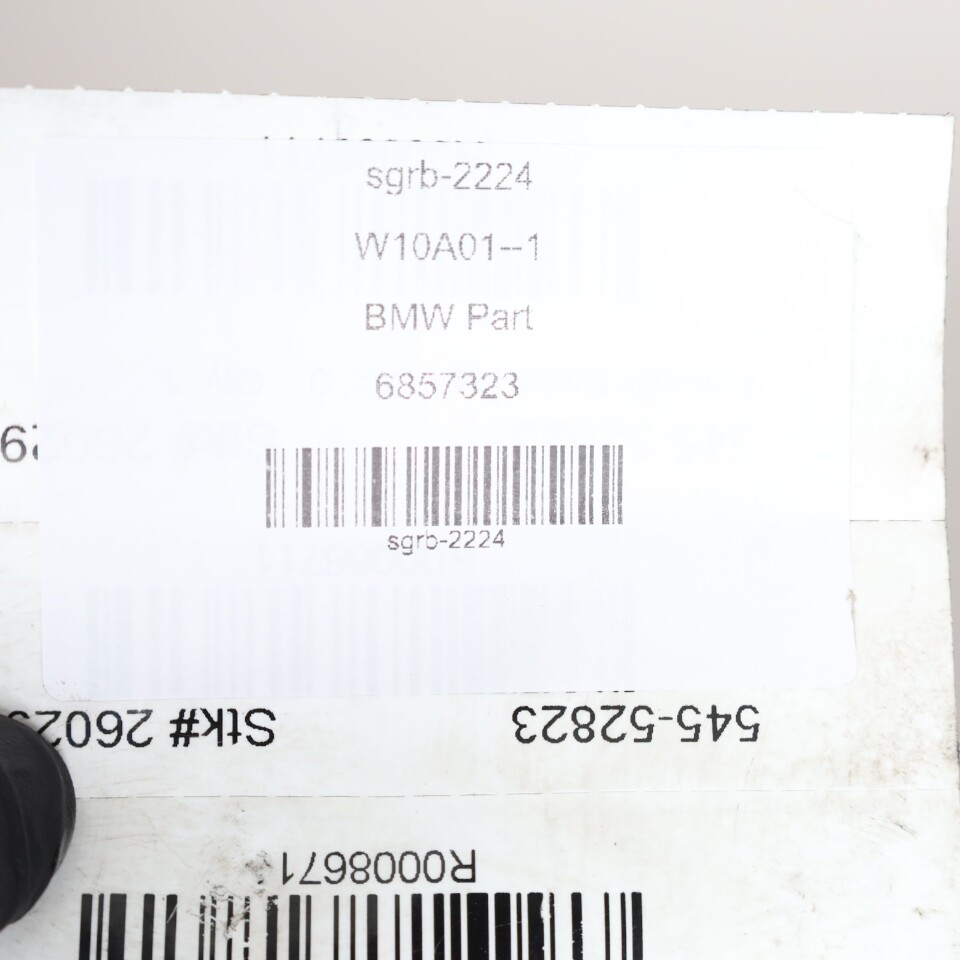 sgrb-2224
W10A01--1
BMW Part
6857323
sgrb-2224
Stk# 2602
545-52823
R0008671